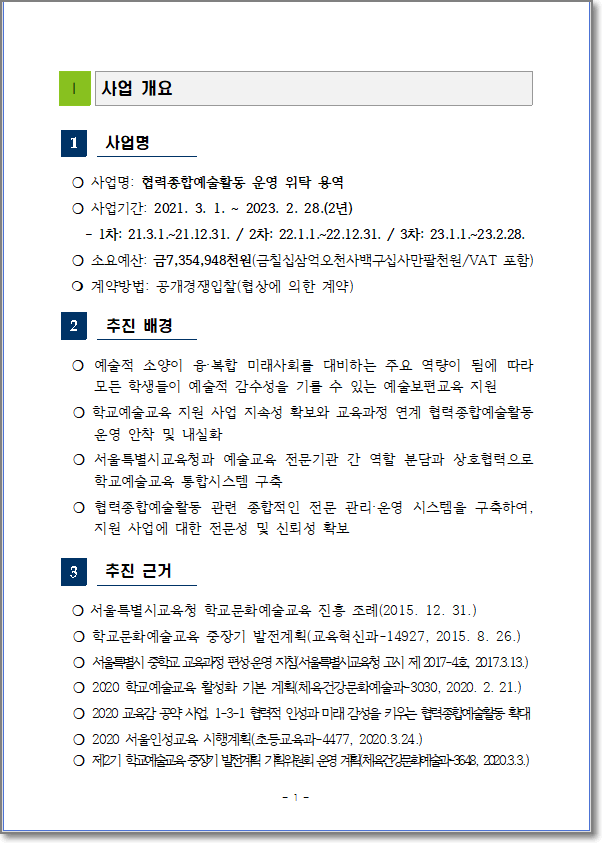 Ⅰ 사업 개요
1 사업명
❍ 사업명: 협력종합예술활동 운영 위탁 용역
❍ 사업기간: 2021. 3. 1. ~ 2023. 2. 28.(2년)
- 1차: 21.3.1.~21.12.31. / 2차: 22.1.1.~22.12.31. / 3차: 23.1.1.~23.2.28.
❍ 소요예산: 금7,354,948천원(금칠십삼억오천사백구십사만팔천원/VAT 포함)
❍ 계약방법: 공개경쟁입찰(협상에 의한 계약)
2 추진 배경
❍ 예술적 소양이 융·복합 미래사회를 대비하는 주요 역량이 됨에 따라
모든 학생들이 예술적 감수성을 기를 수 있는 예술보편교육 지원
❍ 학교예술교육 지원 사업 지속성 확보와 교육과정 연계 협력종합예술활동
운영 안착 및 내실화
❍ 서울특별시교육청과 예술교육 전문기관 간 역할 분담과 상호협력으로
학교예술교육 통합시스템 구축
❍ 협력종합예술활동 관련 종합적인 전문 관리·운영 시스템을 구축하여,
지원 사업에 대한 전문성 및 신뢰성 확보
3 추진 근거
❍ 서울특별시교육청 학교문화예술교육 진흥 조례(2015. 12. 31.)
❍ 학교문화예술교육 중장기 발전계획(교육혁신과-14927, 2015. 8. 26.)
❍ 서울특별시 중학교 교육과정 편성·운영 지침(서울특별시교육청 고시 제 2017-4호, 2017.3.13.)
❍ 2020 학교예술교육 활성화 기본 계획(체육건강문화예술과-3030, 2020. 2. 21.)
❍ 2020 교육감 공약 사업, 1-3-1 협력적 인성과 미래 감성을 키우는 협력종합예술활동 확대
❍ 2020 서울인성교육 시행계획(초등교육과-4477, 2020.3.24.)
❍ 제2기 학교예술교육 중장기 발전계획 기획위원회 운영 계획(체육건강문화예술과-3648, 2020.3.3.)
- 1 -